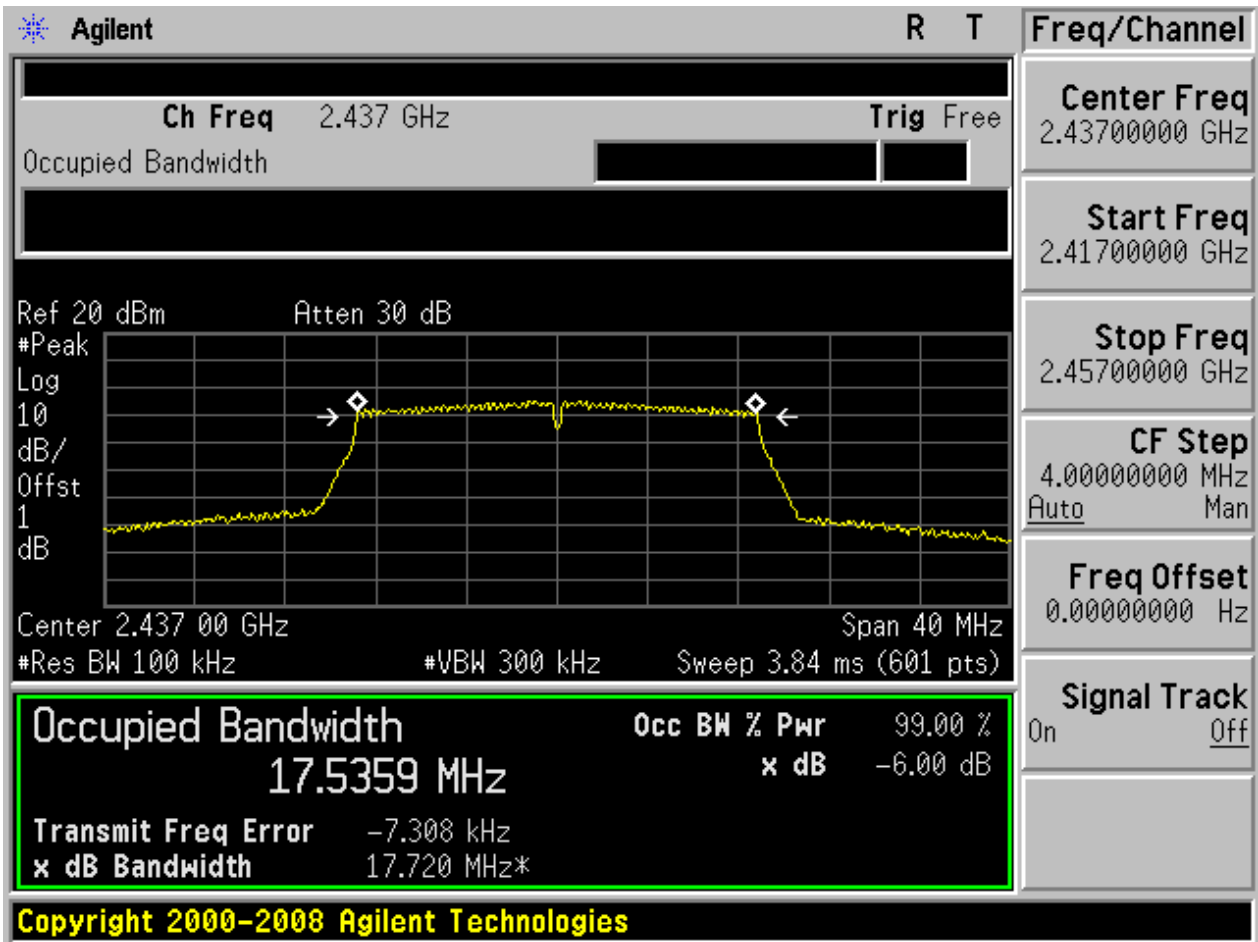 Agilent R T
Ch Freq 2.437 GHz Trig Free
Occupied Bandwidth
Ref 20 dBm Atten 30 dB
#Peak
Log
10
dB/
Offst
1
dB
Center 2.437 00 GHz Span 40 MHz
#Res BW 100 kHz #VBW 300 kHz Sweep 3.84 ms (601 pts)
Occupied Bandwidth
17.5359 MHz
Occ BW % Pwr 99.00 %
x dB -6.00 dB
Transmit Freq Error -7.308 kHz
x dB Bandwidth 17.720 MHz*
Copyright 2000-2008 Agilent Technologies
Freq/Channel
Center Freq
2.43700000 GHz
Start Freq
2.41700000 GHz
Stop Freq
2.45700000 GHz
CF Step
4.00000000 MHz
Auto Man
Freq Offset
0.00000000 Hz
Signal Track
On Off